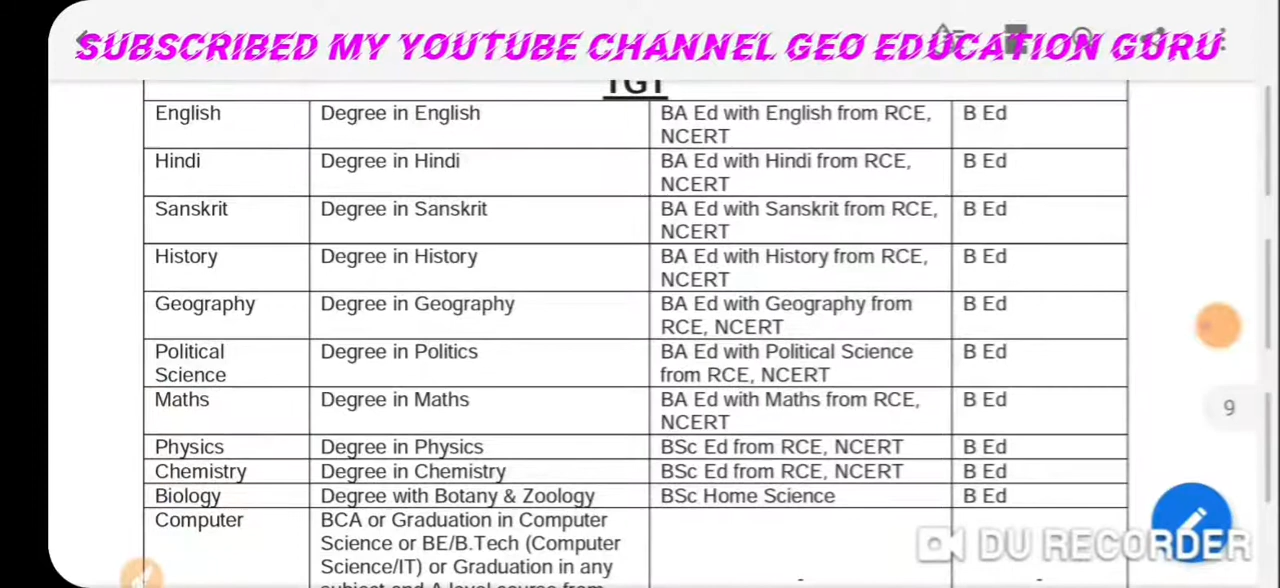 SUBSCRIBED MY YOUTUBE CHANNEL GEO EDUCATION GURU
TGT
English Degree in English BA Ed with English from RCE, B Ed
NCERT
Hindi Degree in Hindi BA Ed with Hindi from RCE, B Ed
NCERT
Sanskrit Degree in Sanskrit BA Ed with Sanskrit from RCE, B Ed
NCERT
History Degree in History BA Ed with History from RCE, B Ed
NCERT
Geography Degree in Geography BA Ed with Geography from B Ed
RCE, NCERT
Political Degree in Politics BA Ed with Political Science B Ed
Science from RCE, NCERT
Maths Degree in Maths BA Ed with Maths from RCE, B Ed
NCERT
9
Physics Degree in Physics BSc Ed from RCE, NCERT B Ed
Chemistry Degree in Chemistry BSc Ed from RCE, NCERT B Ed
Biology Degree with Botany & Zoology BSc Home Science B Ed
Computer BCA or Graduation in Computer
Science or BE/B.Tech (Computer
Science/IT) or Graduation in any
subject and A level course from
- -
DU RECORDER